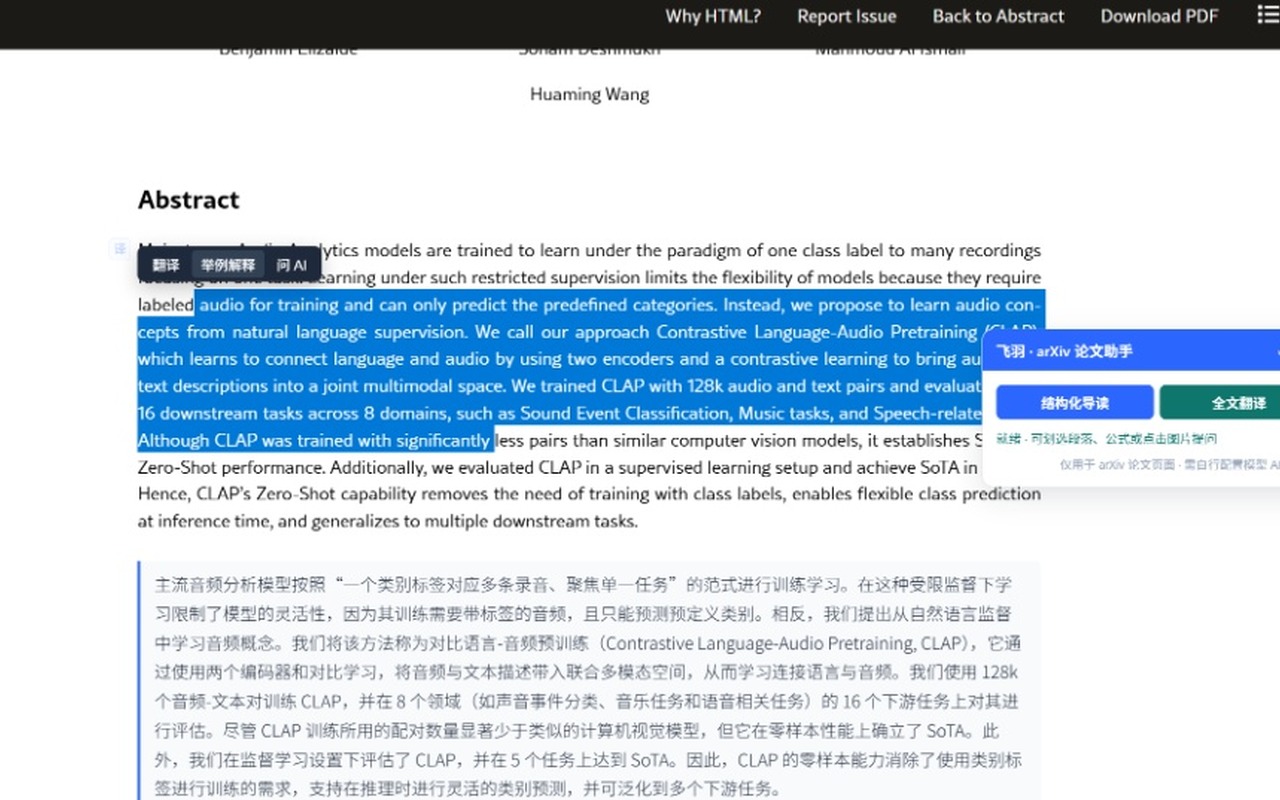 Why HTML? Report Issue Back to Abstract Download PDF
Benjamin Elizalde Soham Deshmukh Mahmoud Al Ismail
Huaming Wang
Abstract
译
lytics models are trained to learn under the paradigm of one class label to many recordings
翻译 举例解释 问 AI
learning under such restricted supervision limits the flexibility of models because they require
labeled audio for training and can only predict the predefined categories. Instead, we propose to learn audio con-
cepts from natural language supervision. We call our approach Contrastive Language-Audio Pretraining (CLAP),
which learns to connect language and audio by using two encoders and a contrastive learning to bring au
text descriptions into a joint multimodal space. We trained CLAP with 128k audio and text pairs and evaluat
16 downstream tasks across 8 domains, such as Sound Event Classification, Music tasks, and Speech-relate
Although CLAP was trained with significantly less pairs than similar computer vision models, it establishes S
Zero-Shot performance. Additionally, we evaluated CLAP in a supervised learning setup and achieve SoTA in
Hence, CLAP's Zero-Shot capability removes the need of training with class labels, enables flexible class prediction
at inference time, and generalizes to multiple downstream tasks.
飞羽 · arXiv 论文助手
结构化导读 全文翻译
就绪 · 可划选段落、公式或点击图片提问
仅用于 arXiv 论文页面 · 需自行配置模型 A
主流音频分析模型按照“一个类别标签对应多条录音、聚焦单一任务”的范式进行训练学习。在这种受限监督下学
习限制了模型的灵活性，因为其训练需要带标签的音频，且只能预测预定义类别。相反，我们提出从自然语言监督
中学习音频概念。我们将该方法称为对比语言-音频预训练（Contrastive Language-Audio Pretraining, CLAP），它通
过使用两个编码器和对比学习，将音频与文本描述带入联合多模态空间，从而学习连接语言与音频。我们使用 128k
个音频-文本对训练 CLAP，并在 8 个领域（如声音事件分类、音乐任务和语音相关任务）的 16 个下游任务上对其进
行评估。尽管 CLAP 训练所用的配对数量显著少于类似的计算机视觉模型，但它在零样本性能上确立了 SoTA。此
外，我们在监督学习设置下评估了 CLAP，并在 5 个任务上达到 SoTA。因此，CLAP 的零样本能力消除了使用类别标
签进行训练的需求，支持在推理时进行灵活的类别预测，并可泛化到多个下游任务。